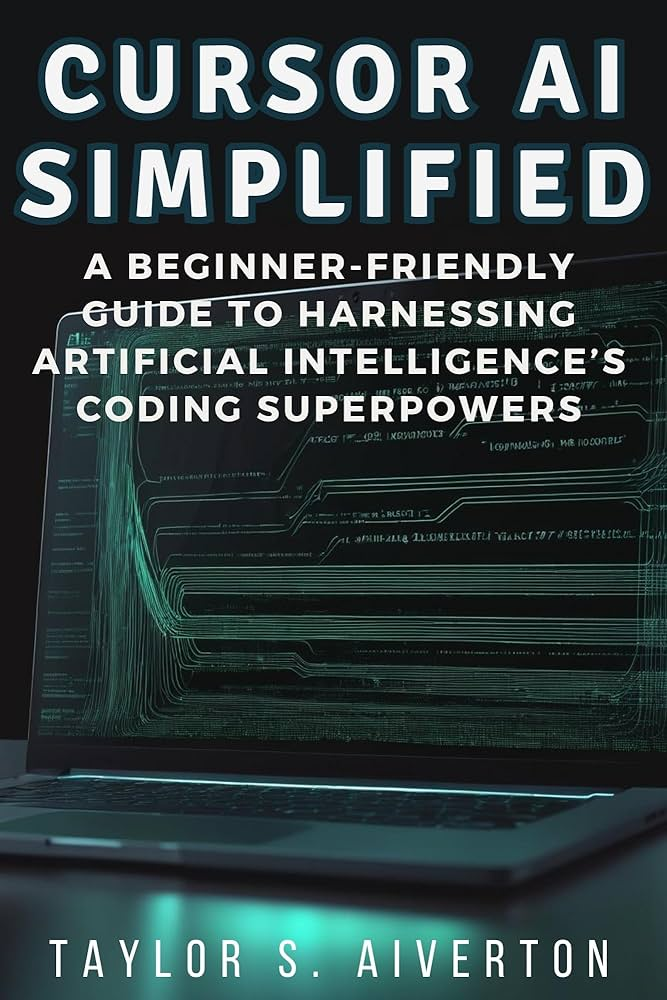 CURSOR AI
SIMPLIFIED
A BEGINNER-FRIENDLY
GUIDE TO HARNESSING
ARTIFICIAL INTELLIGENCE’S
CODING SUPERPOWERS
TAYLOR S. AIVERTON